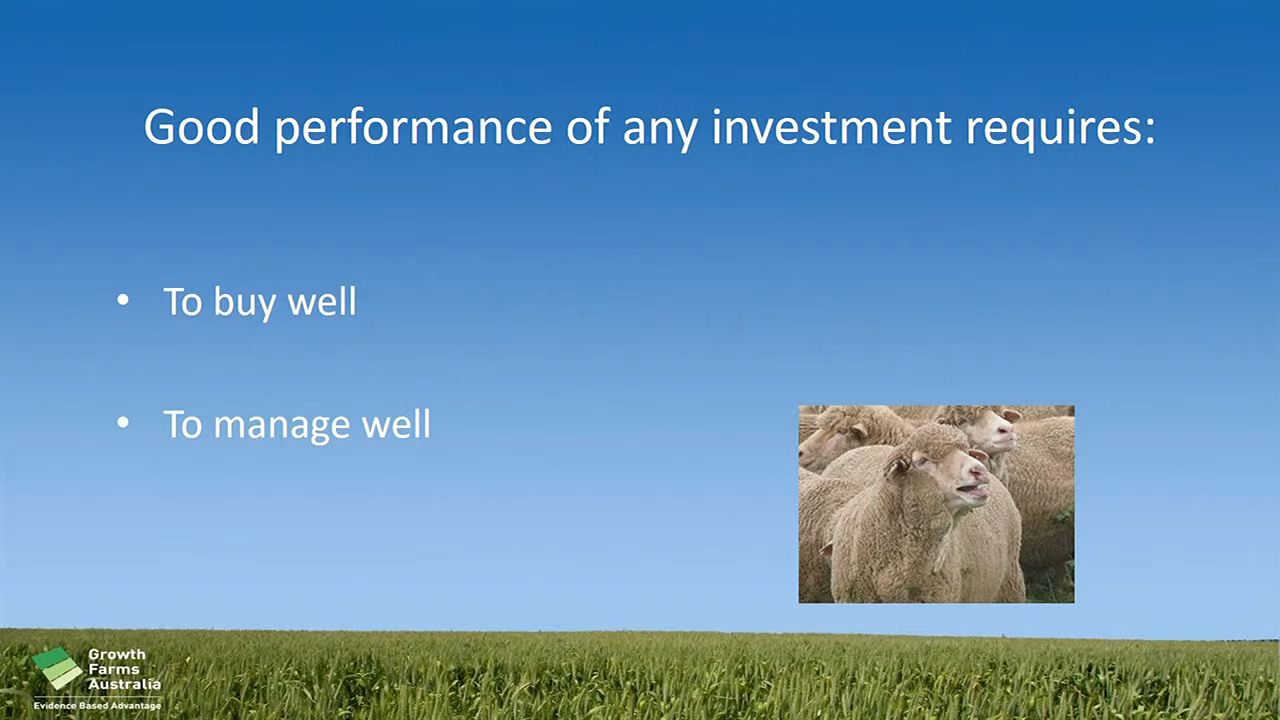 Good performance of any investment requires:
• To buy well
• To manage well
Growth
Farms
Australia
Evidence Based Advantage